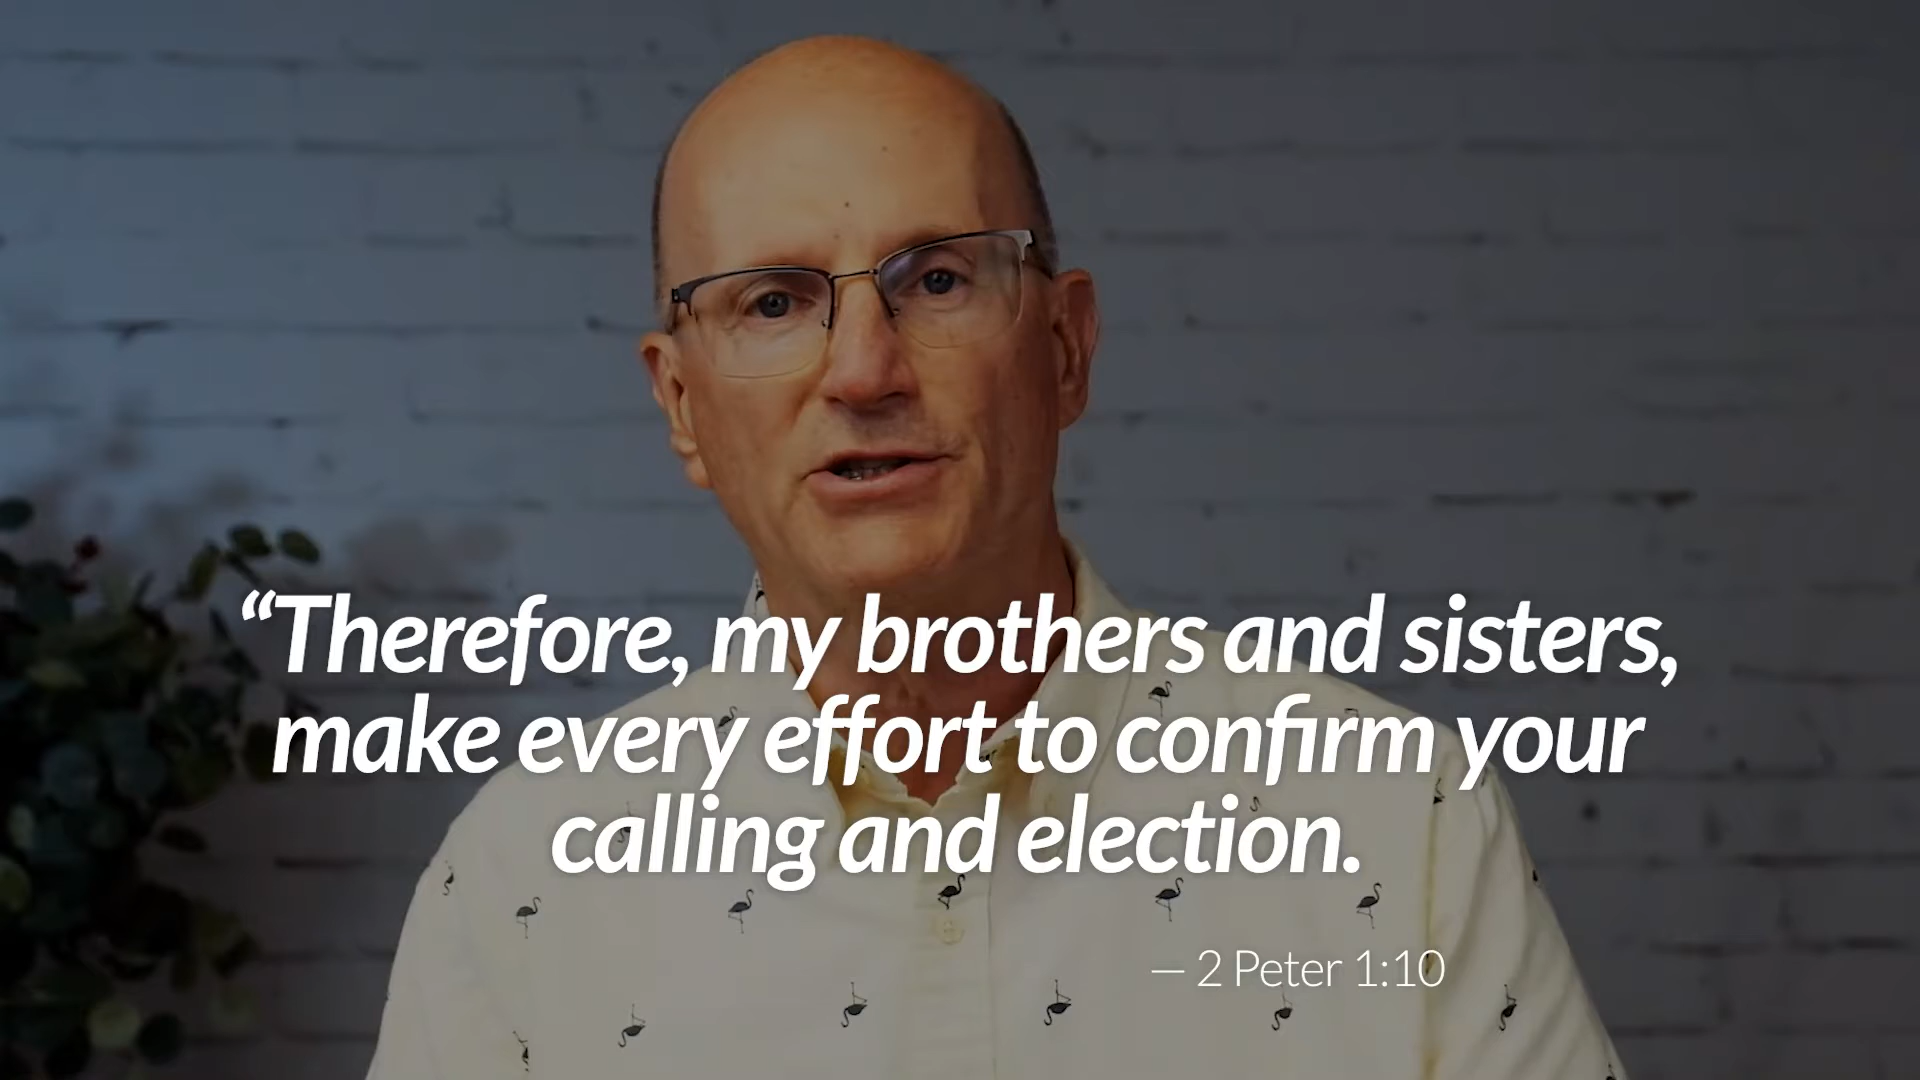 “Therefore, my brothers and sisters,
make every effort to confirm your
calling and election.
— 2 Peter 1:10